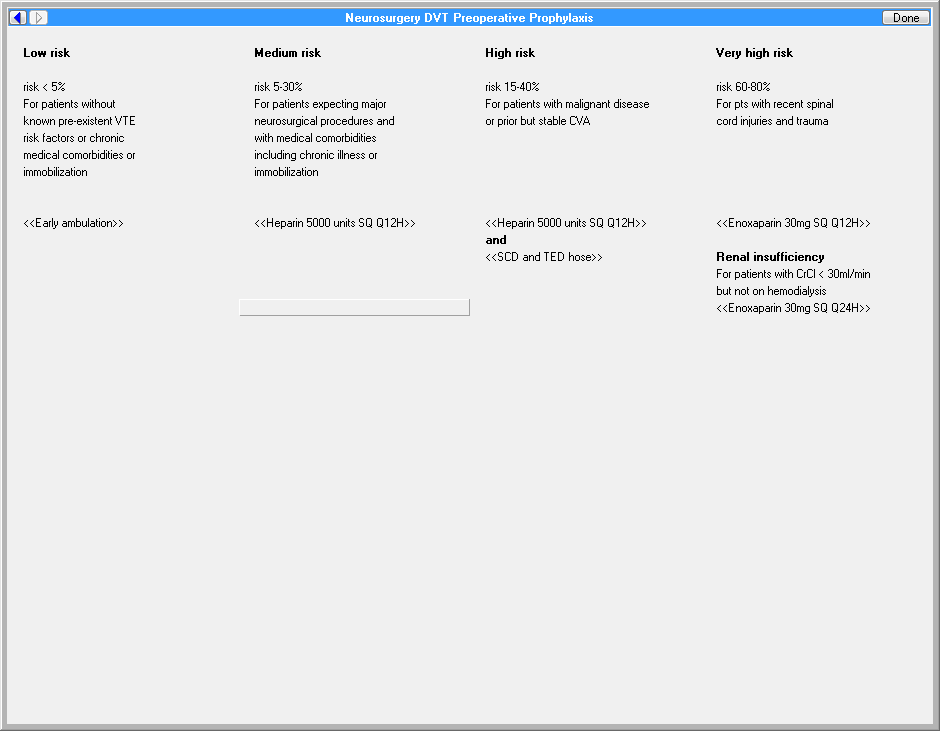 Neurosurgery DVT Preoperative Prophylaxis
Done
Low risk
risk < 5%
For patients without
known pre-existent VTE
risk factors or chronic
medical comorbidities or
immobilization
<<Early ambulation>>
Medium risk
risk 5-30%
For patients expecting major
neurosurgical procedures and
with medical comorbidities
including chronic illness or
immobilization
<<Heparin 5000 units SQ Q12H>>
High risk
risk 15-40%
For patients with malignant disease
or prior but stable CVA
<<Heparin 5000 units SQ Q12H>>
and
<<SCD and TED hose>>
Very high risk
risk 60-80%
For pts with recent spinal
cord injuries and trauma
<<Enoxaparin 30mg SQ Q12H>>
Renal insufficiency
For patients with CrCl < 30ml/min
but not on hemodialysis
<<Enoxaparin 30mg SQ Q24H>>